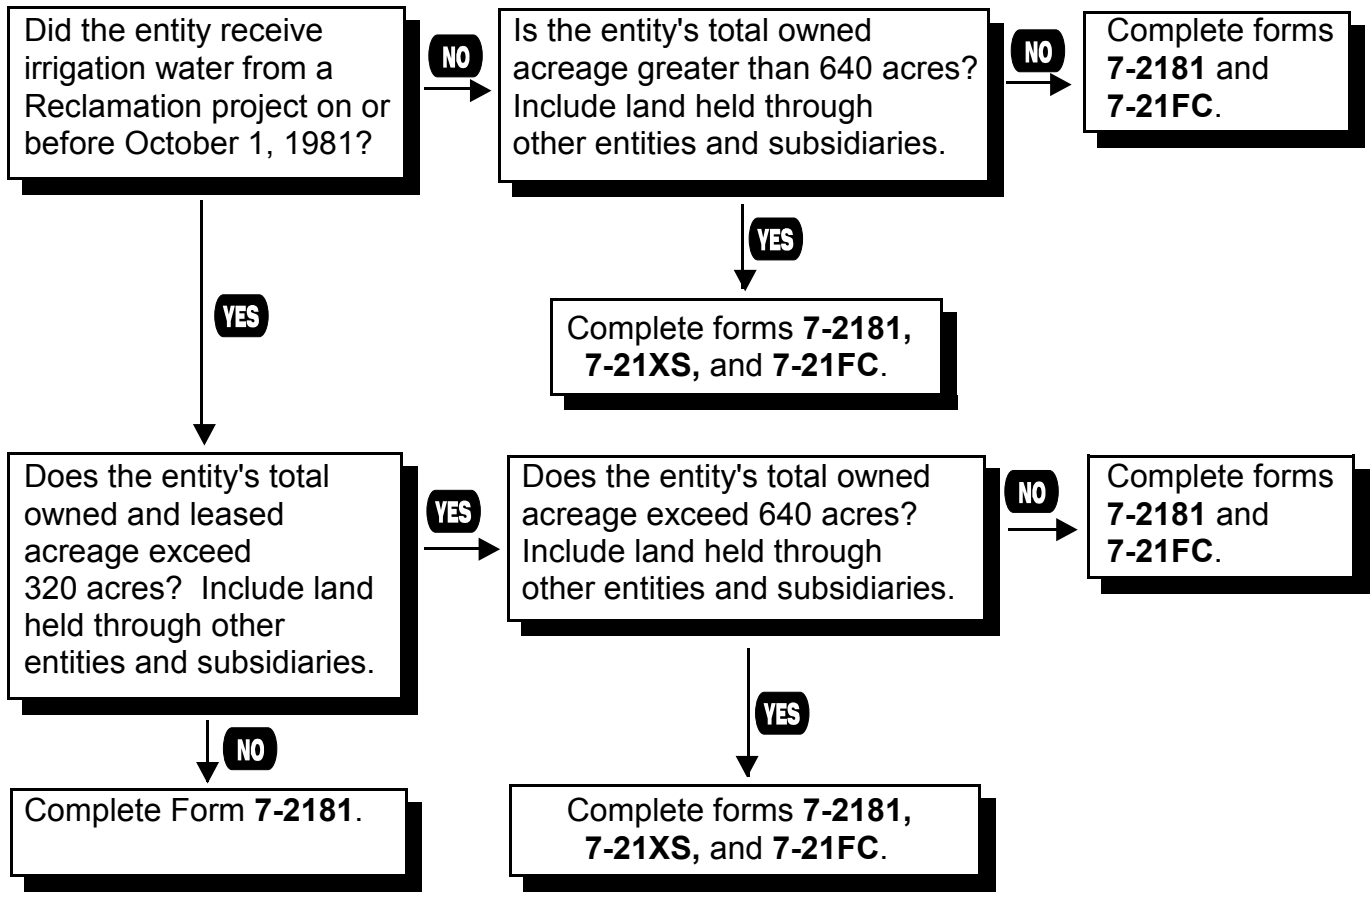 Did the entity receive
irrigation water from a
Reclamation project on or
before October 1, 1981?
NO
Is the entity's total owned
acreage greater than 640 acres?
Include land held through
other entities and subsidiaries.
NO
Complete forms
7-2181 and
7-21FC.
YES
Complete forms 7-2181,
7-21XS, and 7-21FC.
YES
Does the entity's total
owned and leased
acreage exceed
320 acres?  Include land
held through other
entities and subsidiaries.
YES
Does the entity's total owned
acreage exceed 640 acres?
Include land held through
other entities and subsidiaries.
NO
Complete forms
7-2181 and
7-21FC.
NO
Complete Form 7-2181.
YES
Complete forms 7-2181,
7-21XS, and 7-21FC.